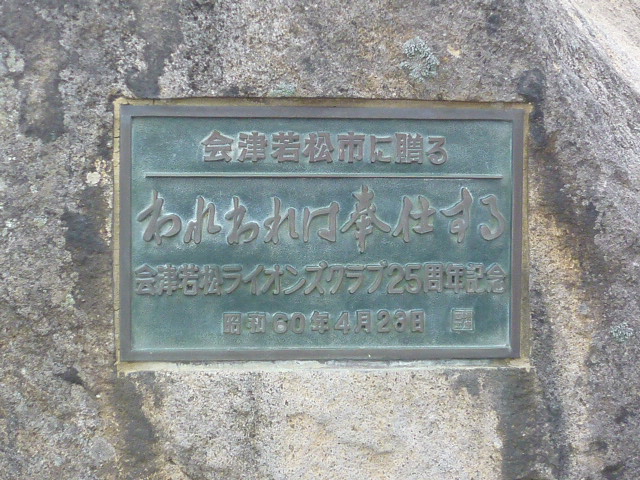 会津若松市に贈る
われわれは奉仕する
会津若松ライオンズクラブ25周年記念
昭和60年4月23日